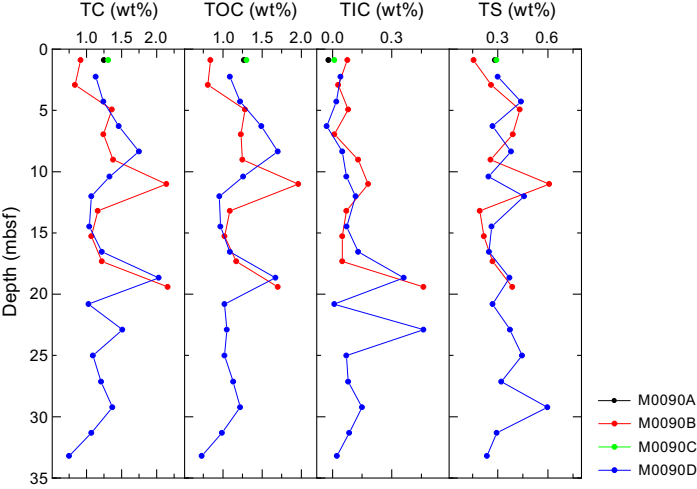 TC (wt%) TOC (wt%) TIC (wt%) TS (wt%)
1.0 1.5 2.0 1.0 1.5 2.0 0.0 0.3 0.3 0.6
0
5
10
15
20
25
30
35
Depth (mbsf)
M0090A
M0090B
M0090C
M0090D